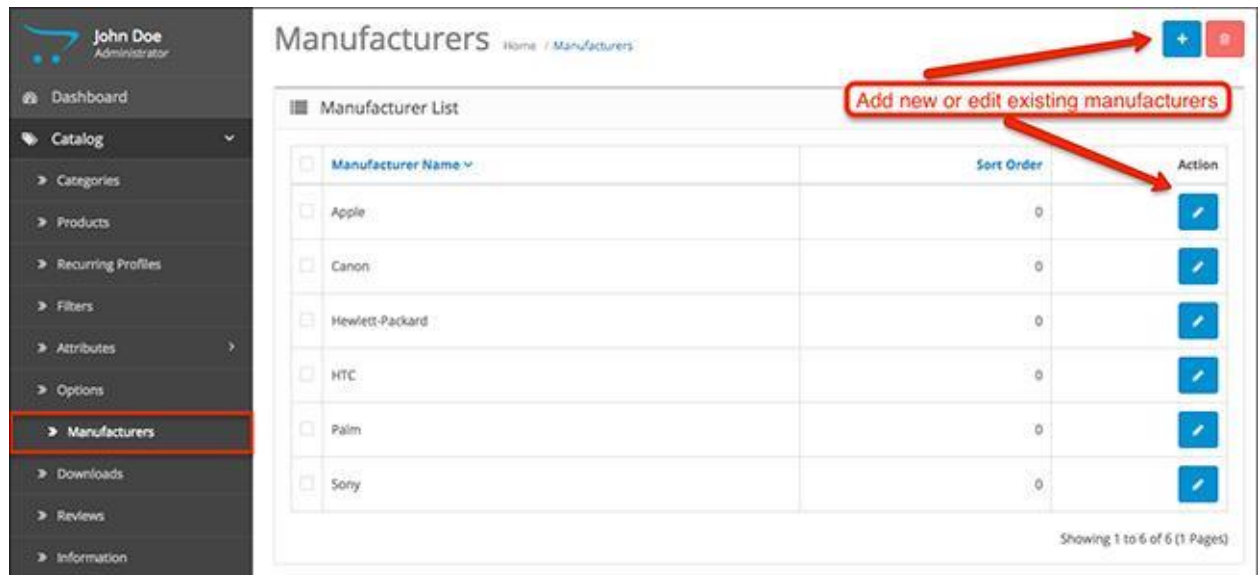 John Doe
Administrator
Manufacturers Home / Manufacturers
Add new or edit existing manufacturers
Dashboard
Catalog
Categories
Products
Recurring Profiles
Filters
Attributes
Options
Manufacturers
Downloads
Reviews
Information
Manufacturer List
Manufacturer Name Sort Order Action
Apple 0
Canon 0
Hewlett-Packard 0
HTC 0
Palm 0
Sony 0
Showing 1 to 6 of 6 (1 Pages)